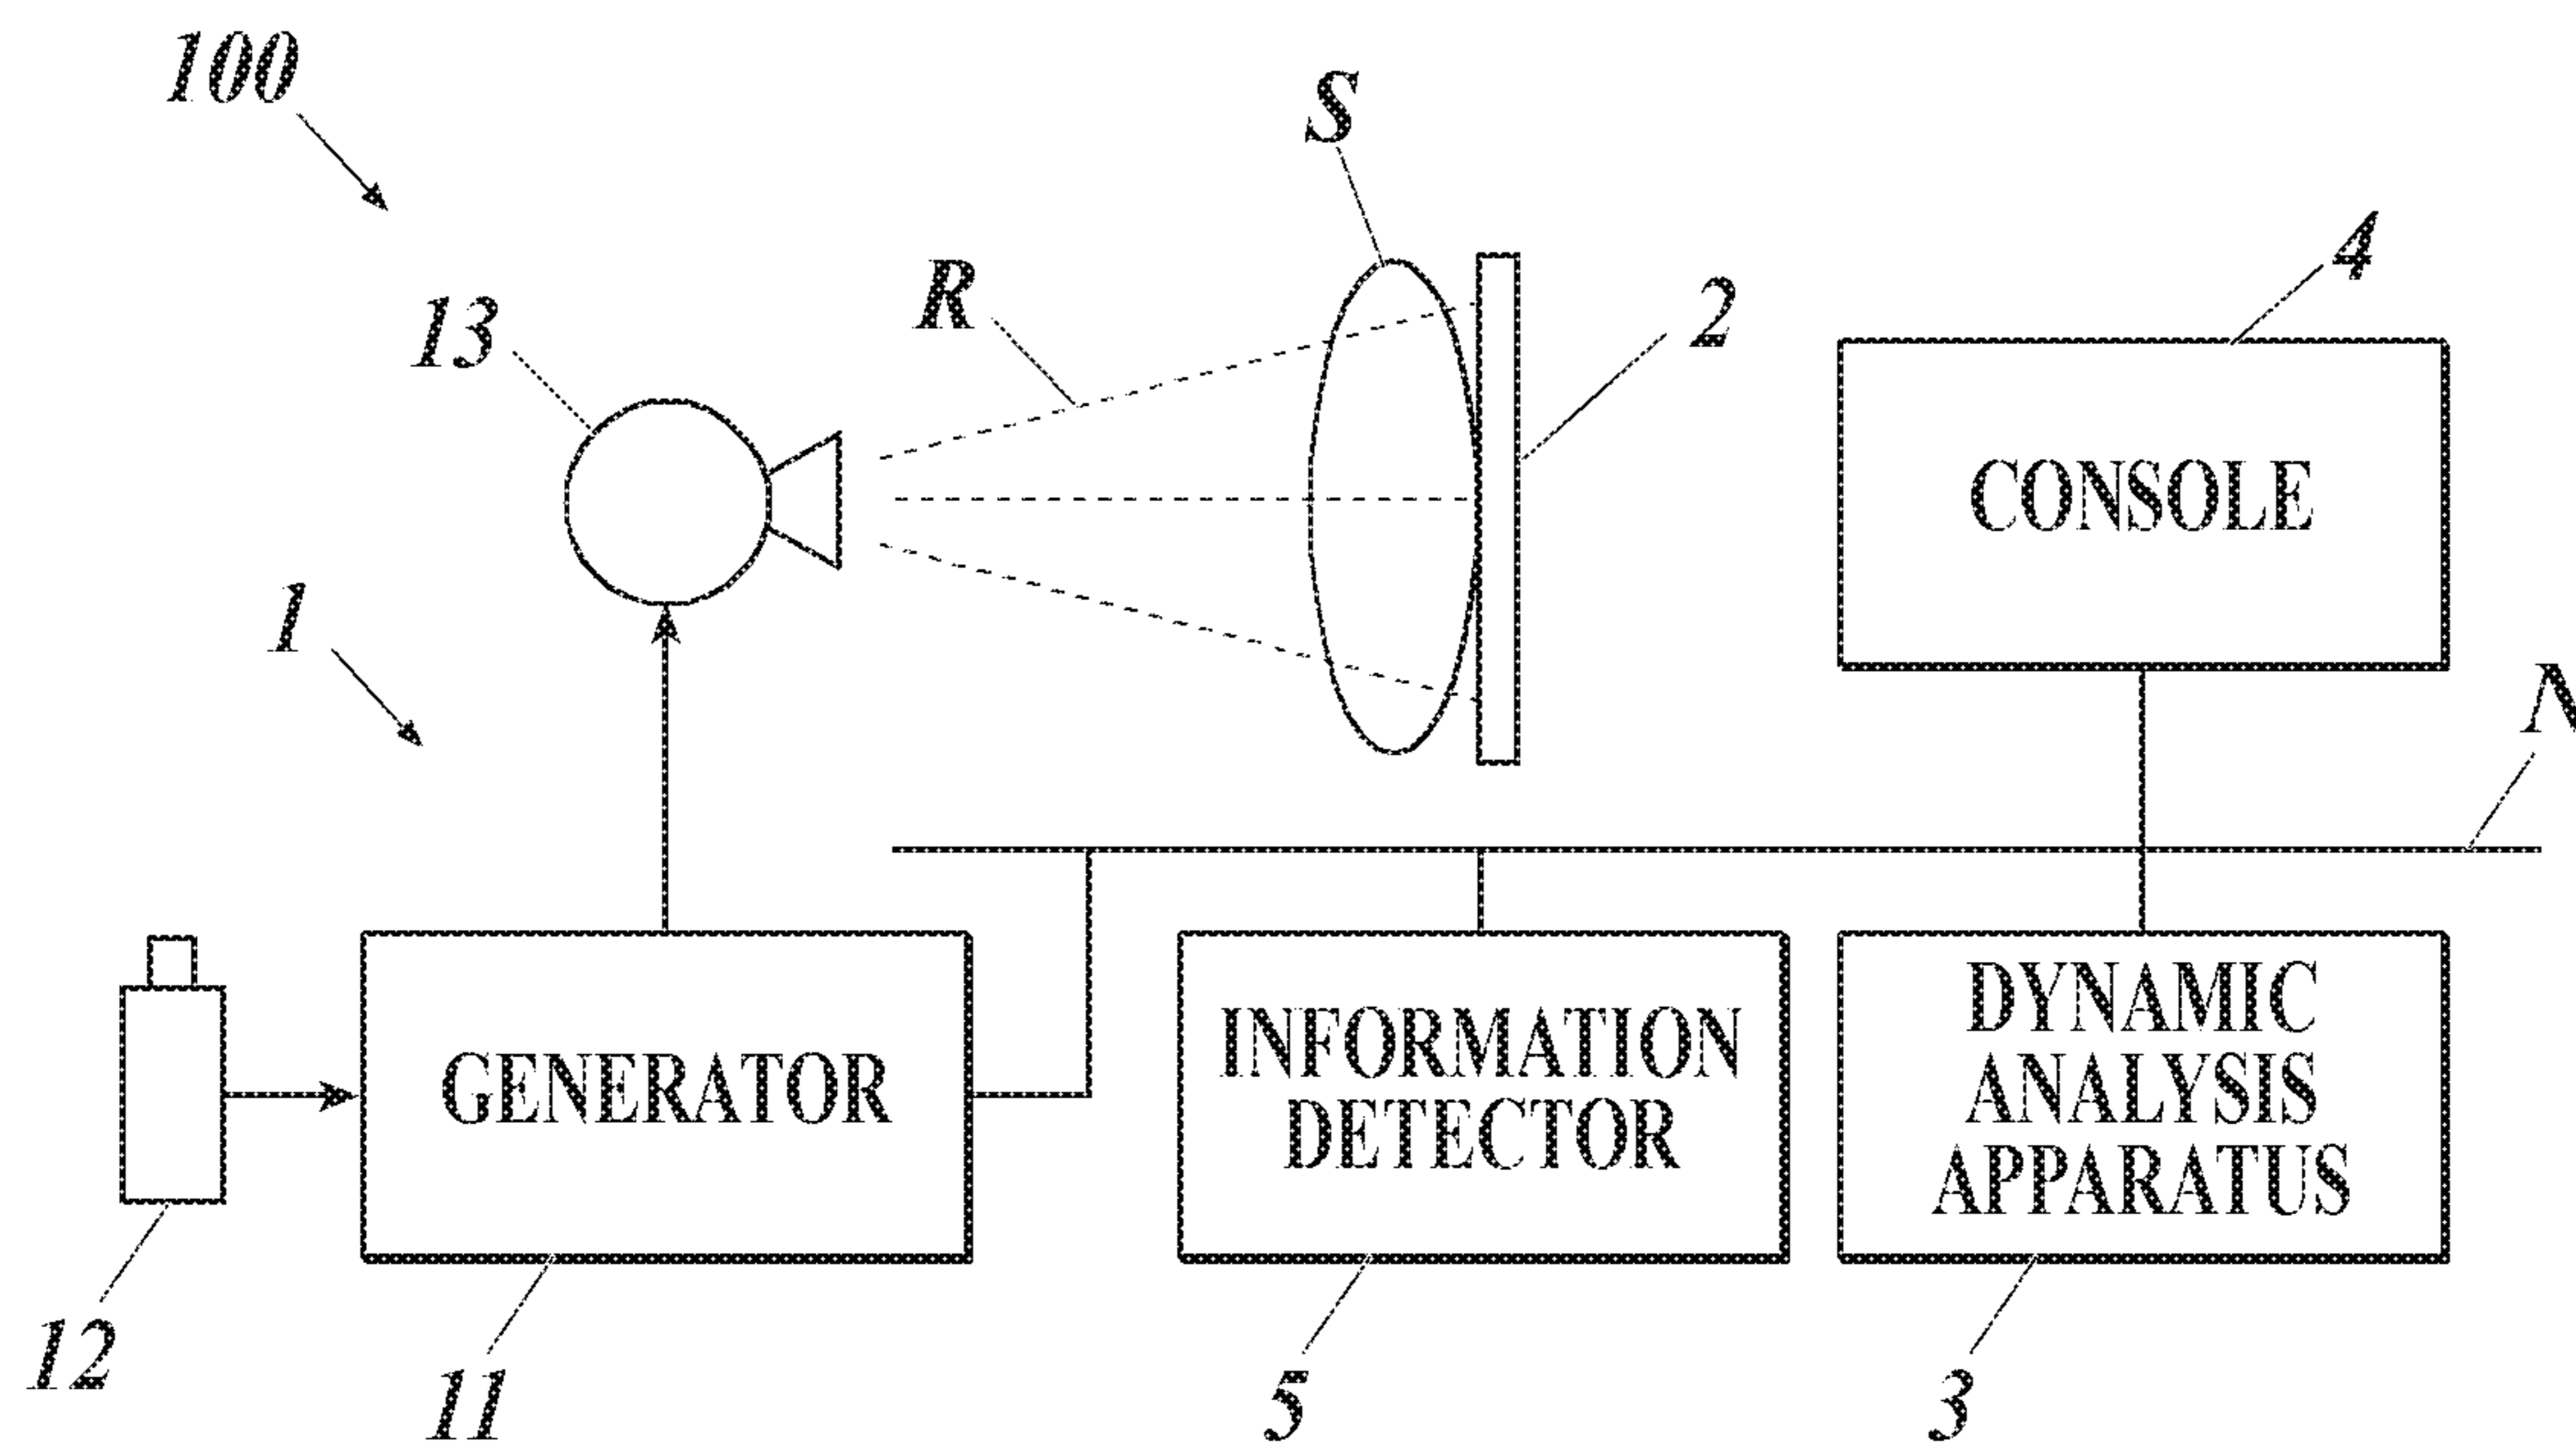 100
S
4
R
2
13
CONSOLE
1
N
GENERATOR
INFORMATION
DETECTOR
DYNAMIC
ANALYSIS
APPARATUS
12
11
5
3